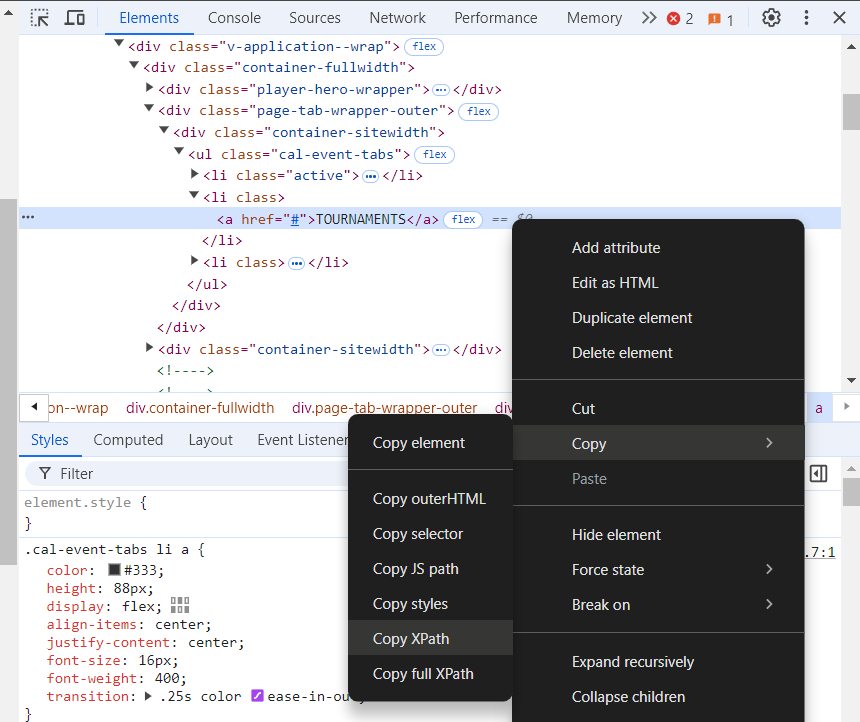 Elements Console Sources Network Performance Memory 2 1
<div class="v-application--wrap"> flex
<div class="container-fullwidth">
<div class="player-hero-wrapper"> ⋯ </div>
<div class="page-tab-wrapper-outer"> flex
<div class="container-sitewidth">
<ul class="cal-event-tabs"> flex
<li class="active"> ⋯ </li>
<li class>
<a href="#">TOURNAMENTS</a> flex == $0
</li>
<li class> ⋯ </li>
</ul>
</div>
</div>
<div class="container-sitewidth"> ⋯ </div>
<!---->
on--wrap div.container-fullwidth div.page-tab-wrapper-outer div a
Styles Computed Layout Event Listener
Filter
element.style {
}
.7:1
.cal-event-tabs li a {
color: #333;
height: 88px;
display: flex;
align-items: center;
justify-content: center;
font-size: 16px;
font-weight: 400;
transition: .25s color ease-in-out
}
Add attribute
Edit as HTML
Duplicate element
Delete element
Cut
Copy
Paste
Hide element
Force state
Break on
Expand recursively
Collapse children
Copy element
Copy outerHTML
Copy selector
Copy JS path
Copy styles
Copy XPath
Copy full XPath